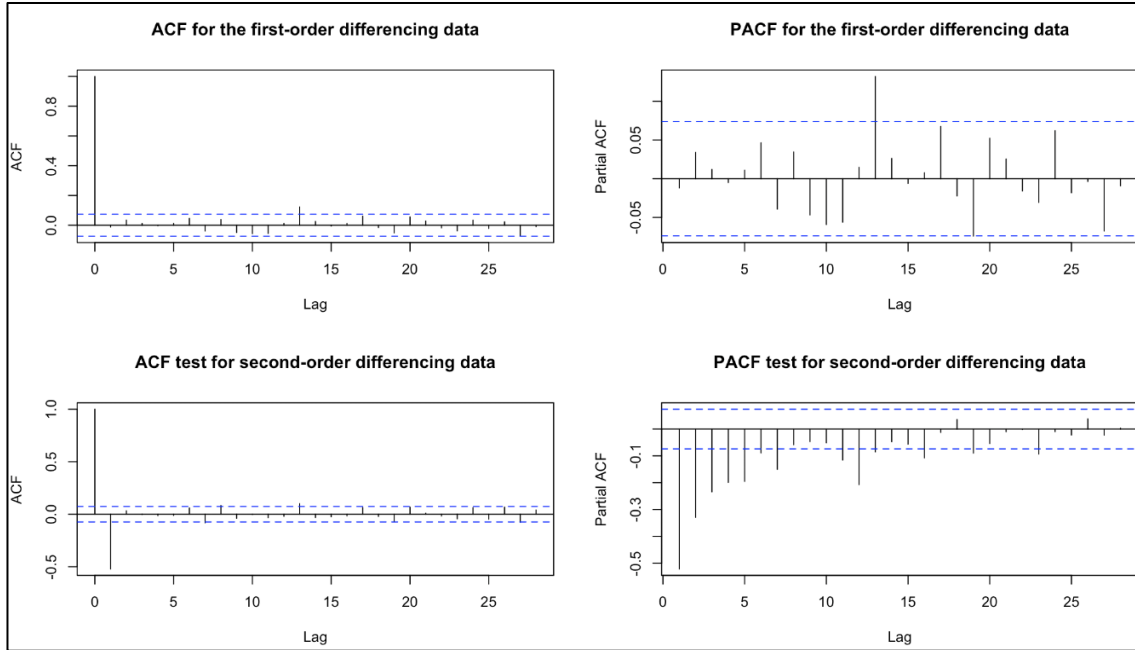 ACF for the first-order differencing data
ACF
0.8
0.4
0.0
0 5 10 15 20 25
Lag
PACF for the first-order differencing data
Partial ACF
0.05
-0.05
0 5 10 15 20 25
Lag
ACF test for second-order differencing data
ACF
1.0
0.5
0.0
-0.5
0 5 10 15 20 25
Lag
PACF test for second-order differencing data
Partial ACF
-0.1
-0.3
-0.5
0 5 10 15 20 25
Lag